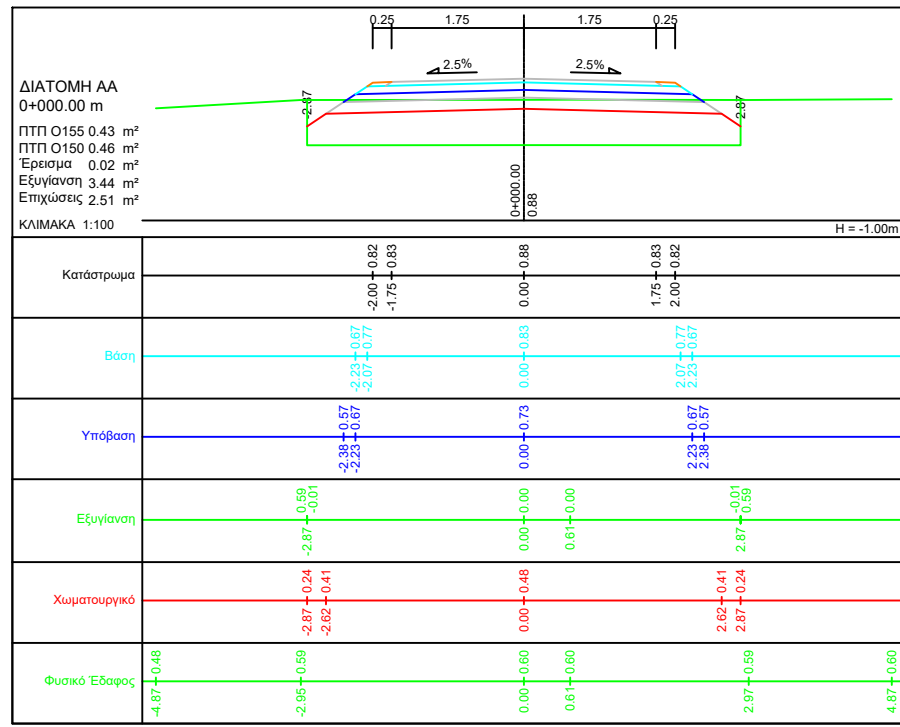 0.25 1.75 1.75 0.25
2.5% 2.5%
ΔΙΑΤΟΜΗ ΑΑ
0+000.00 m
-2.87 2.87
ΠΤΠ Ο155 0.43 m²
ΠΤΠ Ο150 0.46 m²
Έρεισμα 0.02 m²
Εξυγίανση 3.44 m²
Επιχώσεις 2.51 m²
0+000.00
0.88
ΚΛΙΜΑΚΑ 1:100
H = -1.00m
Κατάστρωμα
0.82 0.83 0.88 0.83 0.82
-2.00 -1.75 0.00 1.75 2.00
Βάση
0.67 0.77 0.83 0.77 0.67
-2.23 -2.07 0.00 2.07 2.23
Υπόβαση
0.57 0.67 0.73 0.67 0.57
-2.38 -2.23 0.00 2.23 2.38
Εξυγίανση
0.59 -0.01 0.00 0.00 -0.01 0.59
-2.87 0.00 0.61 2.87
Χωματουργικό
0.24 0.41 0.48 0.41 0.24
-2.87 -2.62 0.00 2.62 2.87
Φυσικό Έδαφος
0.48 0.59 0.60 0.60 0.59 0.60
-4.87 -2.95 0.00 0.61 2.97 4.87